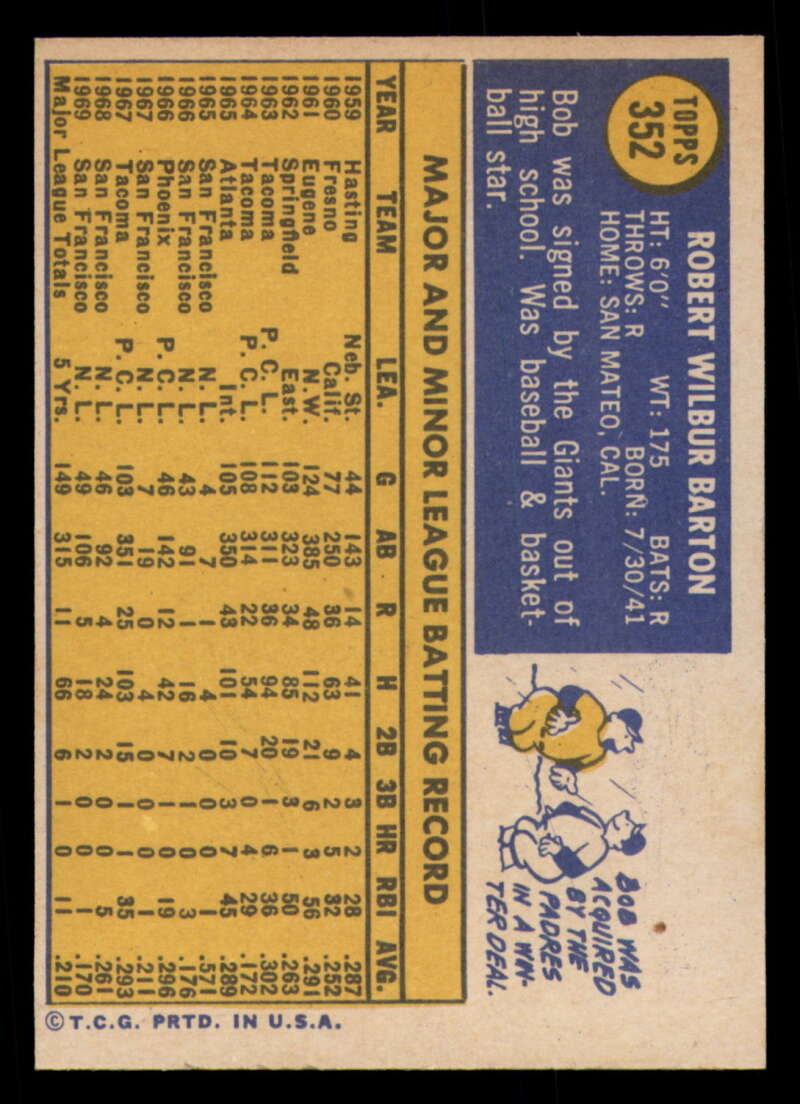 TOPPS
352
ROBERT WILBUR BARTON
HT: 6'0" WT: 175 BATS: R
THROWS: R BORN: 7/30/41
HOME: SAN MATEO, CAL.
Bob was signed by the Giants out of
high school. Was baseball & basket-
ball star.
BOB WAS
ACQUIRED
BY THE
PADRES
IN A WIN-
TER DEAL.
MAJOR AND MINOR LEAGUE BATTING RECORD
YEAR TEAM LEA. G AB R H 2B 3B HR RBI AVG.
1959 Hasting Neb. St. 44 143 14 41 4 3 2 28 .287
1960 Fresno Calif. 77 250 36 63 9 2 5 32 .252
1961 Eugene N.W. 124 385 48 112 21 6 3 56 .291
1962 Springfield East. 103 323 34 85 19 3 1 50 .263
1963 Tacoma P. C. L. 112 311 36 94 20 1 6 36 .302
1964 Tacoma P. C. L. 108 314 22 54 7 0 4 29 .172
1965 Atlanta Int. 105 350 43 101 10 3 7 45 .289
1965 San Francisco N. L. 4 7 1 4 0 0 0 1 .571
1966 San Francisco N. L. 43 91 1 16 2 1 0 3 .176
1966 Phoenix P. C. L. 46 142 12 42 7 1 1 19 .296
1967 San Francisco N. L. 7 19 0 4 0 0 0 1 .211
1967 Tacoma P. C. L. 103 351 25 103 15 1 1 35 .293
1968 San Francisco N. L. 46 92 4 24 2 0 0 5 .261
1969 San Francisco N. L. 49 106 5 18 2 0 0 1 .170
Major League Totals 5 Yrs. 149 315 11 66 6 1 0 11 .210
© T.C.G. PRTD. IN U.S.A.